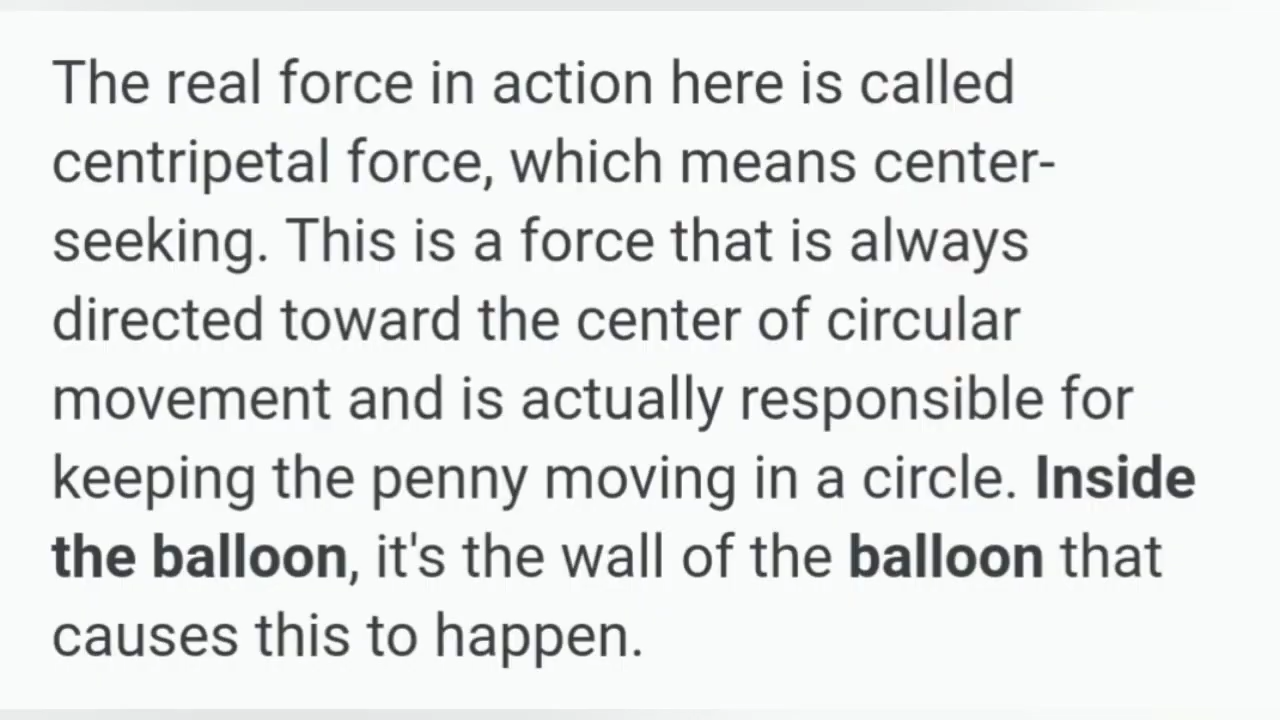 The real force in action here is called
centripetal force, which means center-
seeking. This is a force that is always
directed toward the center of circular
movement and is actually responsible for
keeping the penny moving in a circle. Inside
the balloon, it's the wall of the balloon that
causes this to happen.